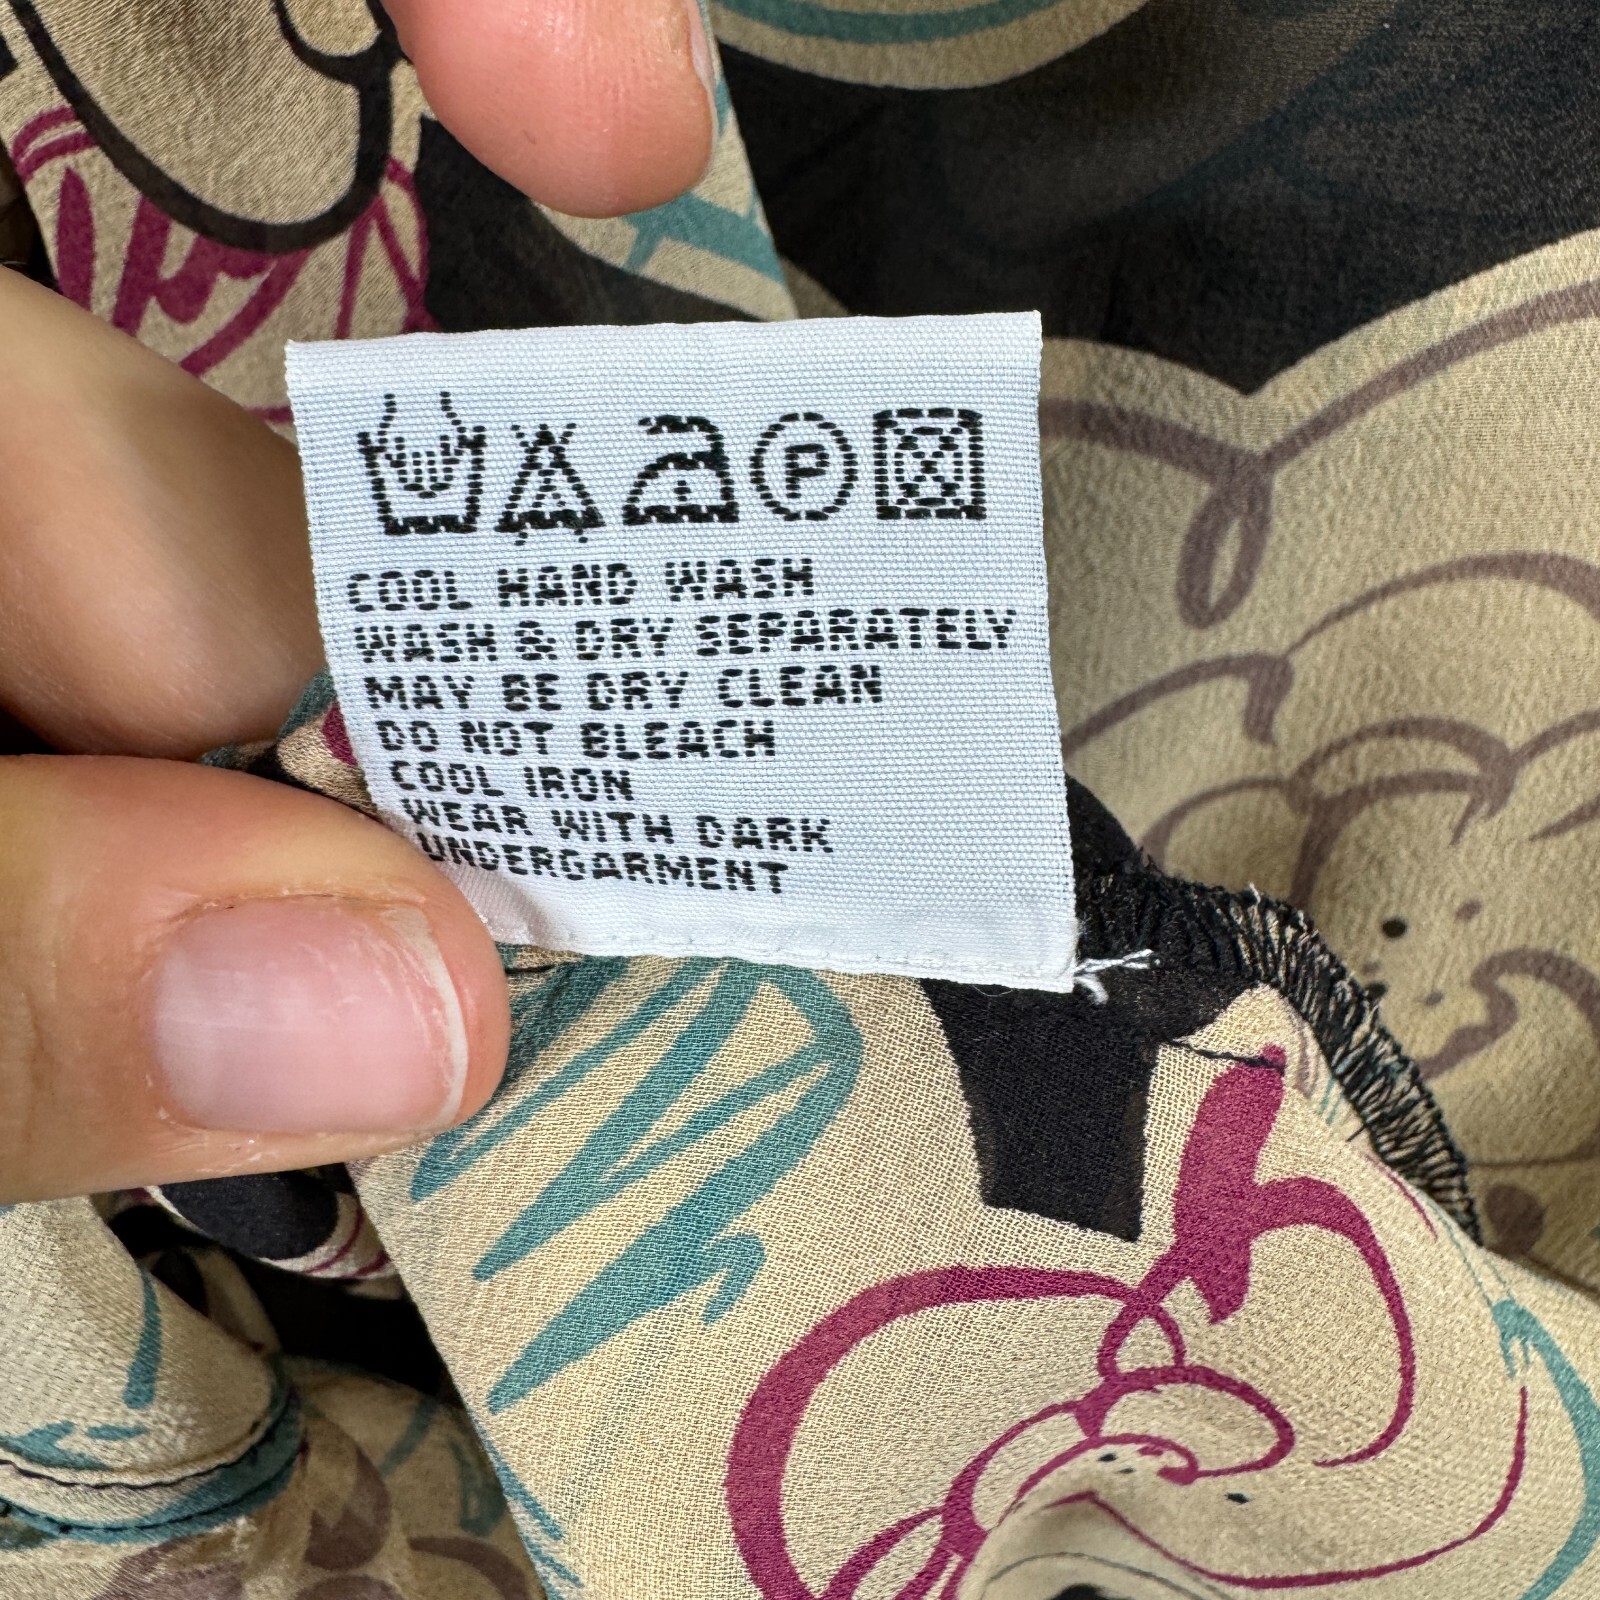 P
COOL HAND WASH
WASH & DRY SEPARATELY
MAY BE DRY CLEAN
DO NOT BLEACH
COOL IRON
WEAR WITH DARK
UNDERGARMENT